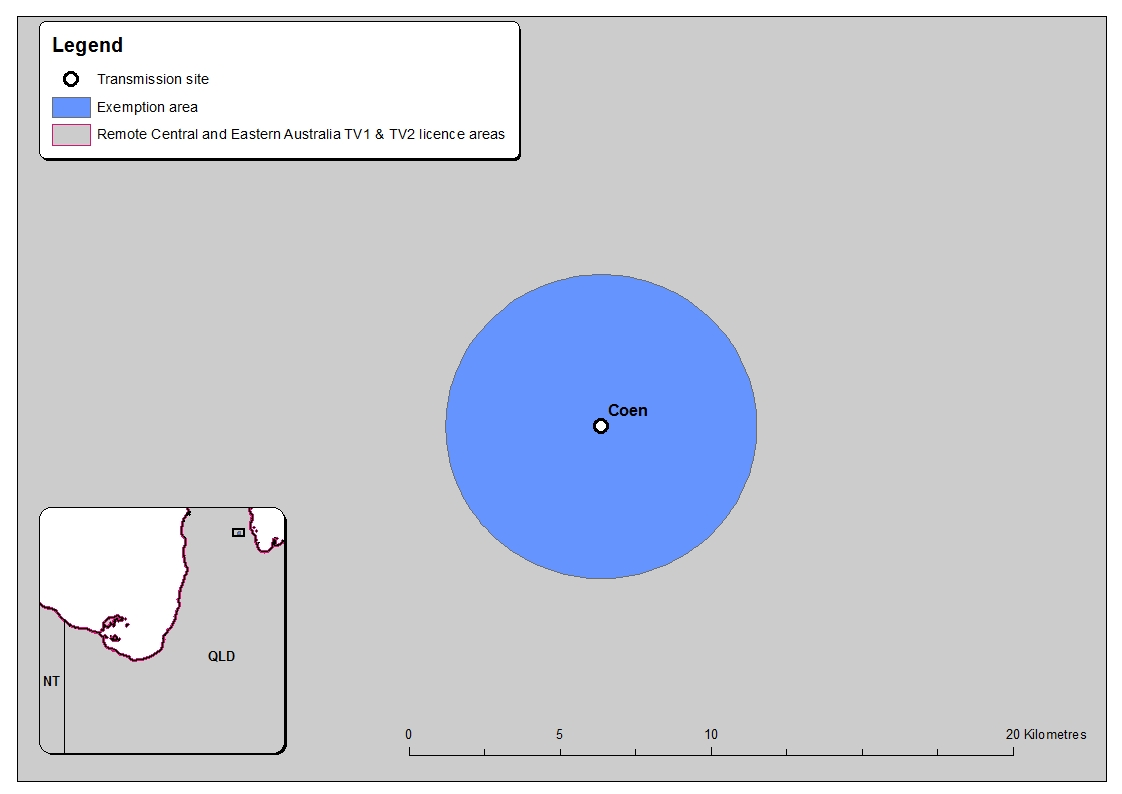 Legend
Transmission site
Exemption area
Remote Central and Eastern Australia TV1 & TV2 licence areas
Coen
QLD
NT
0 5 10 20 Kilometres